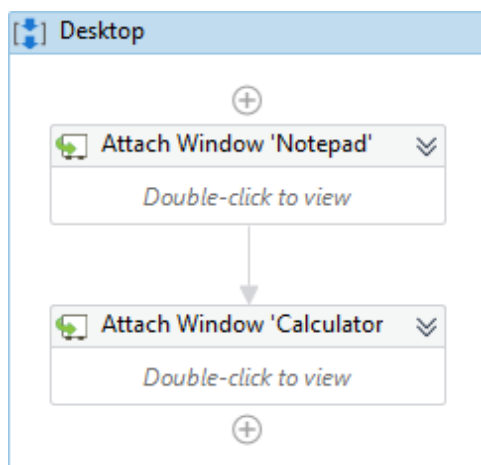 Desktop
Attach Window 'Notepad'
Double-click to view
Attach Window 'Calculator
Double-click to view